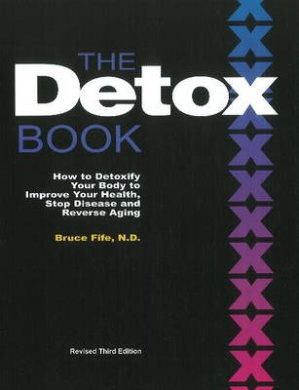 THE
Detox
BOOK
How to Detoxify
Your Body to
Improve Your Health,
Stop Disease and
Reverse Aging
Bruce Fife, N.D.
Revised Third Edition